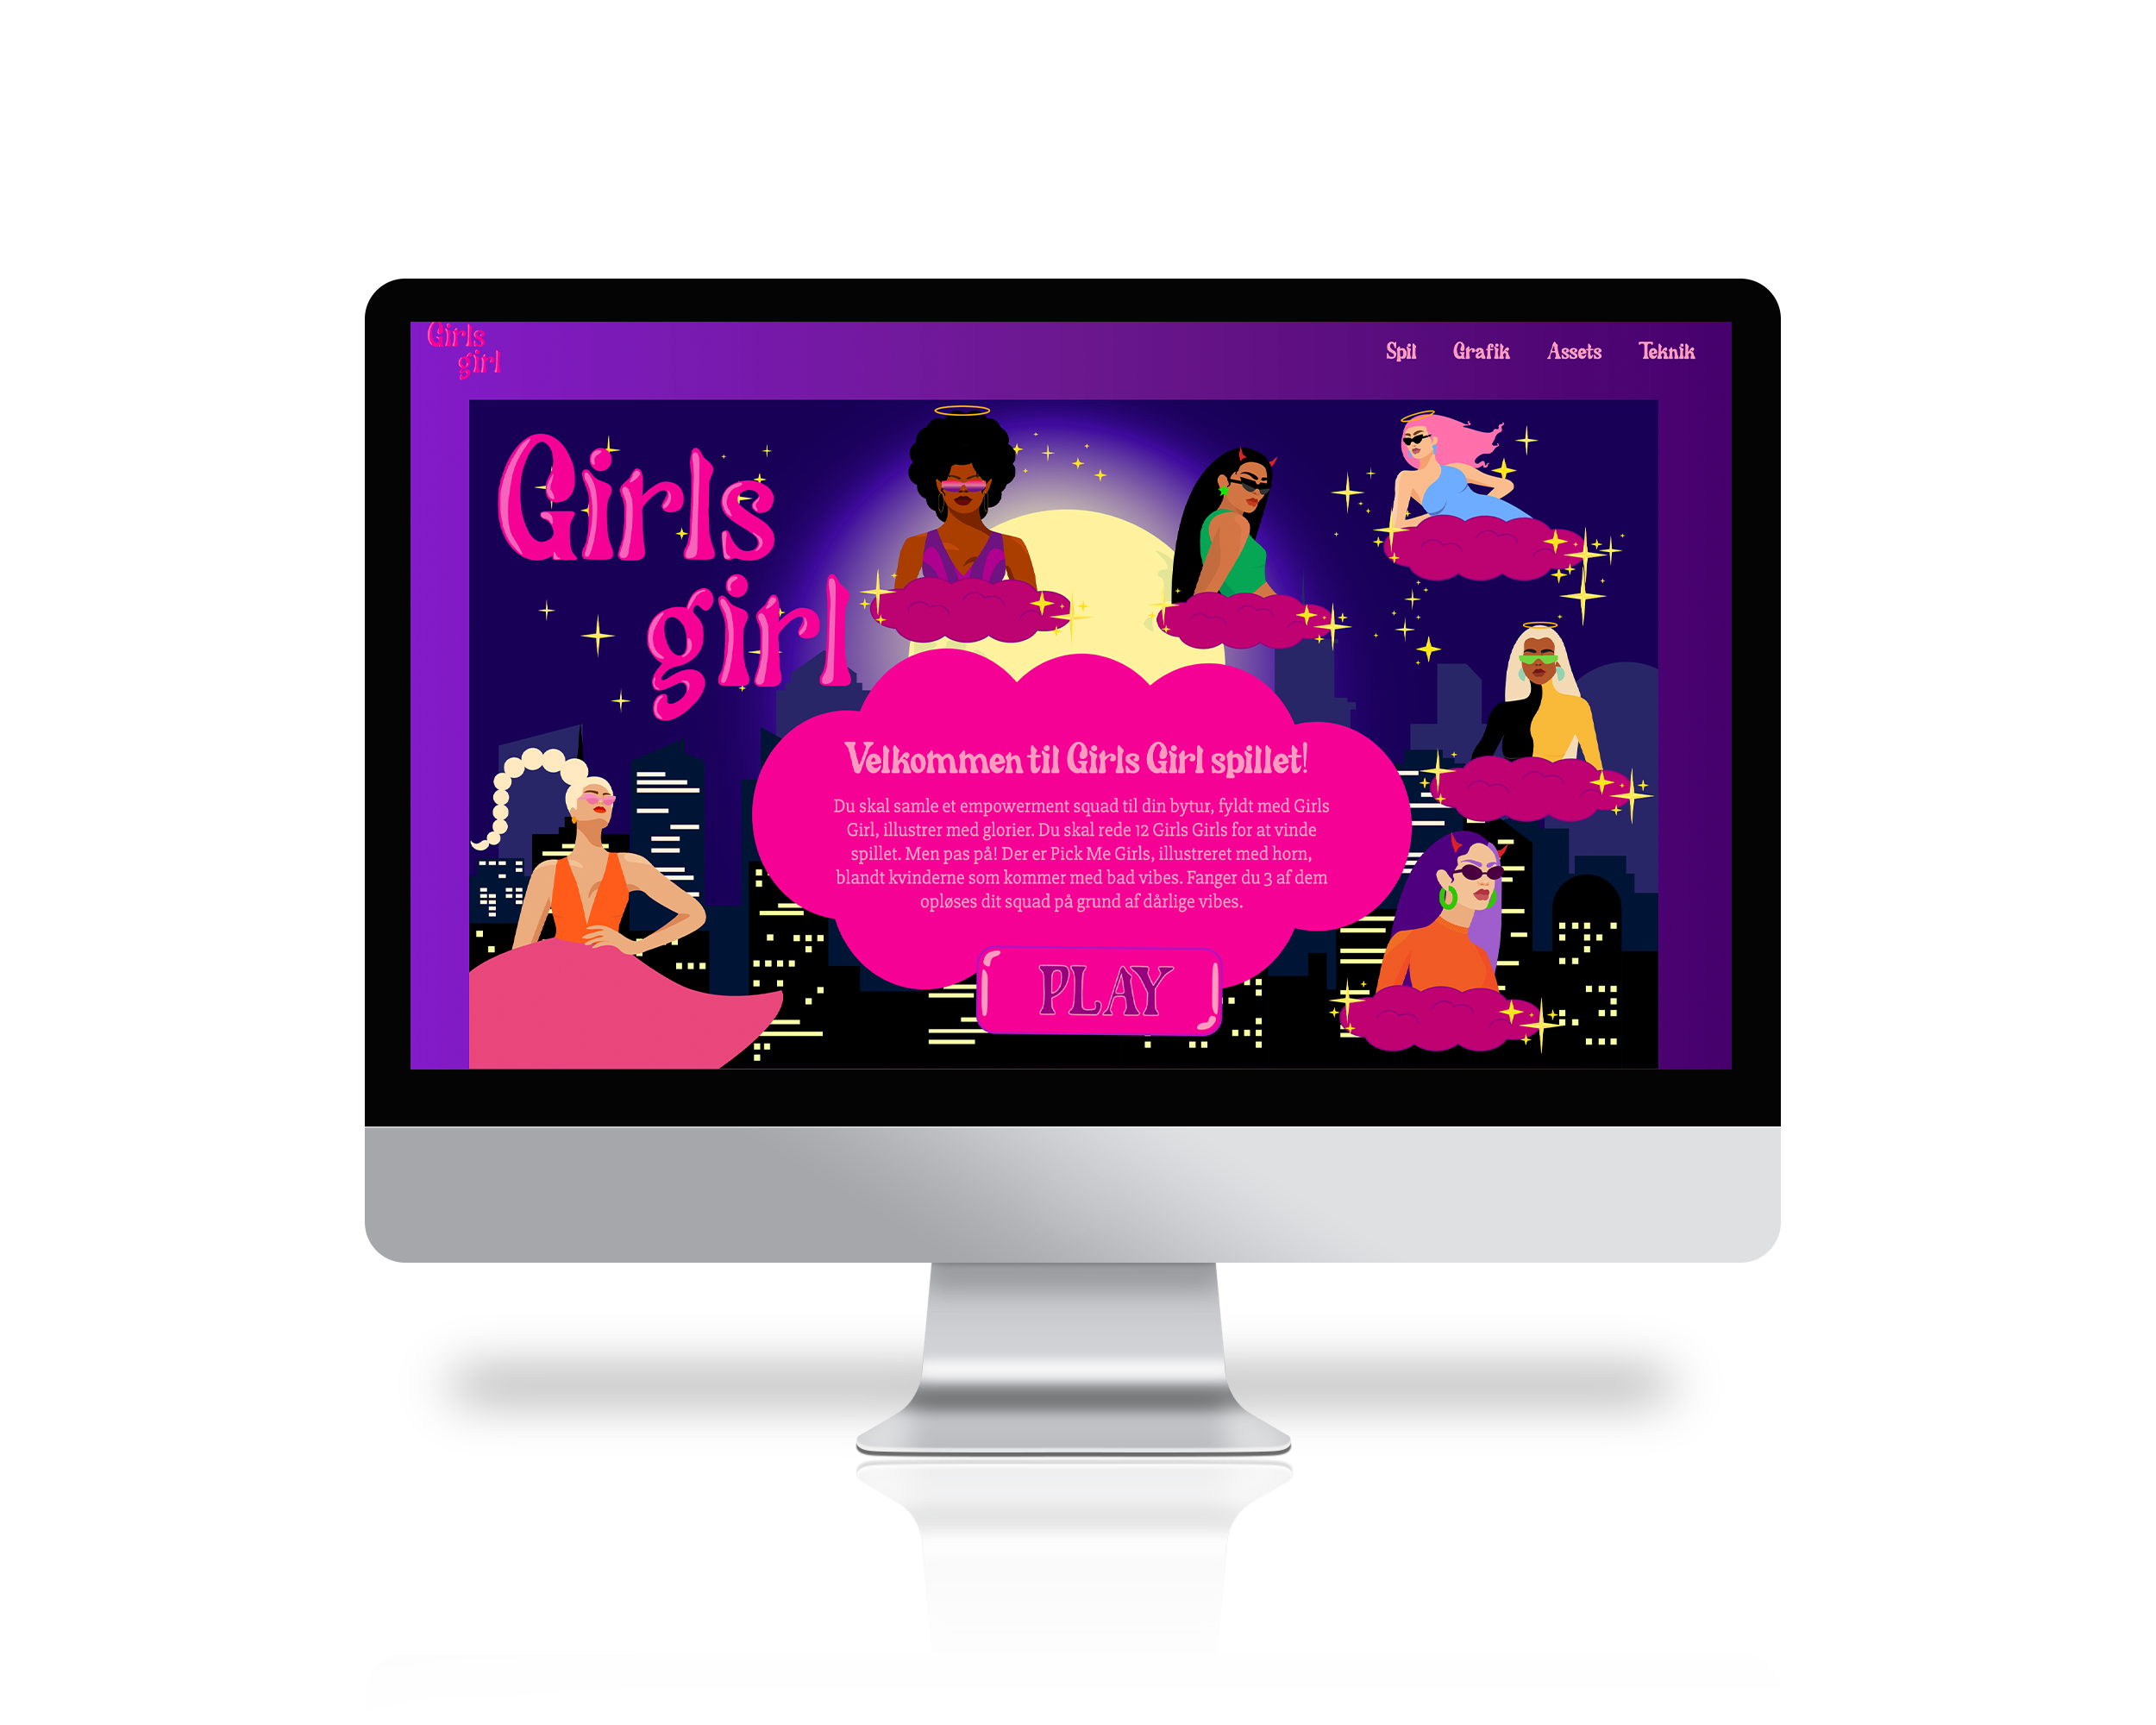 Girls
girl
Spil Grafik Assets Teknik
Girls
girl
Velkommen til Girls Girl spillet!
Du skal samle et empowerment squad til din bytur, fyldt med Girls
Girl, illustrer med glorier. Du skal rede 12 Girls Girls for at vinde
spillet. Men pas på! Der er Pick Me Girls, illustreret med horn,
blandt kvinderne som kommer med bad vibes. Fanger du 3 af dem
opløses dit squad på grund af dårlige vibes.
PLAY